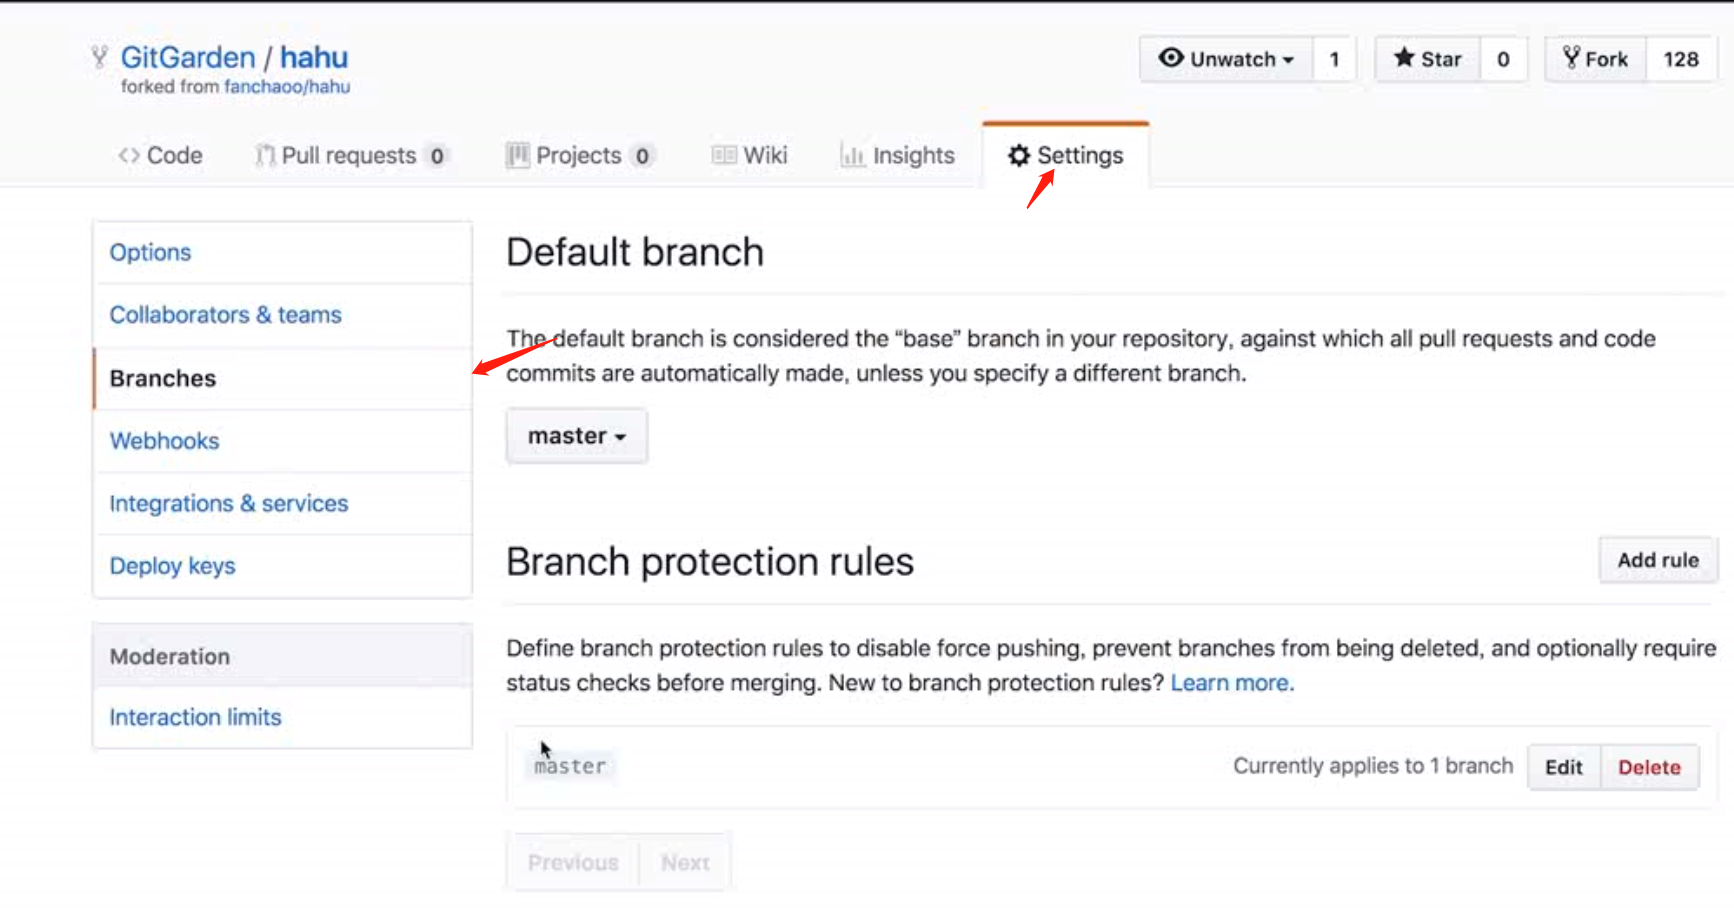 GitGarden / hahu
forked from fanchaoo/hahu
Unwatch 1
Star 0
Fork 128
Code
Pull requests 0
Projects 0
Wiki
Insights
Settings
Options
Collaborators & teams
Branches
Webhooks
Integrations & services
Deploy keys
Moderation
Interaction limits
Default branch
The default branch is considered the “base” branch in your repository, against which all pull requests and code
commits are automatically made, unless you specify a different branch.
master
Branch protection rules
Add rule
Define branch protection rules to disable force pushing, prevent branches from being deleted, and optionally require
status checks before merging. New to branch protection rules? Learn more.
master
Currently applies to 1 branch
Edit
Delete
Previous
Next